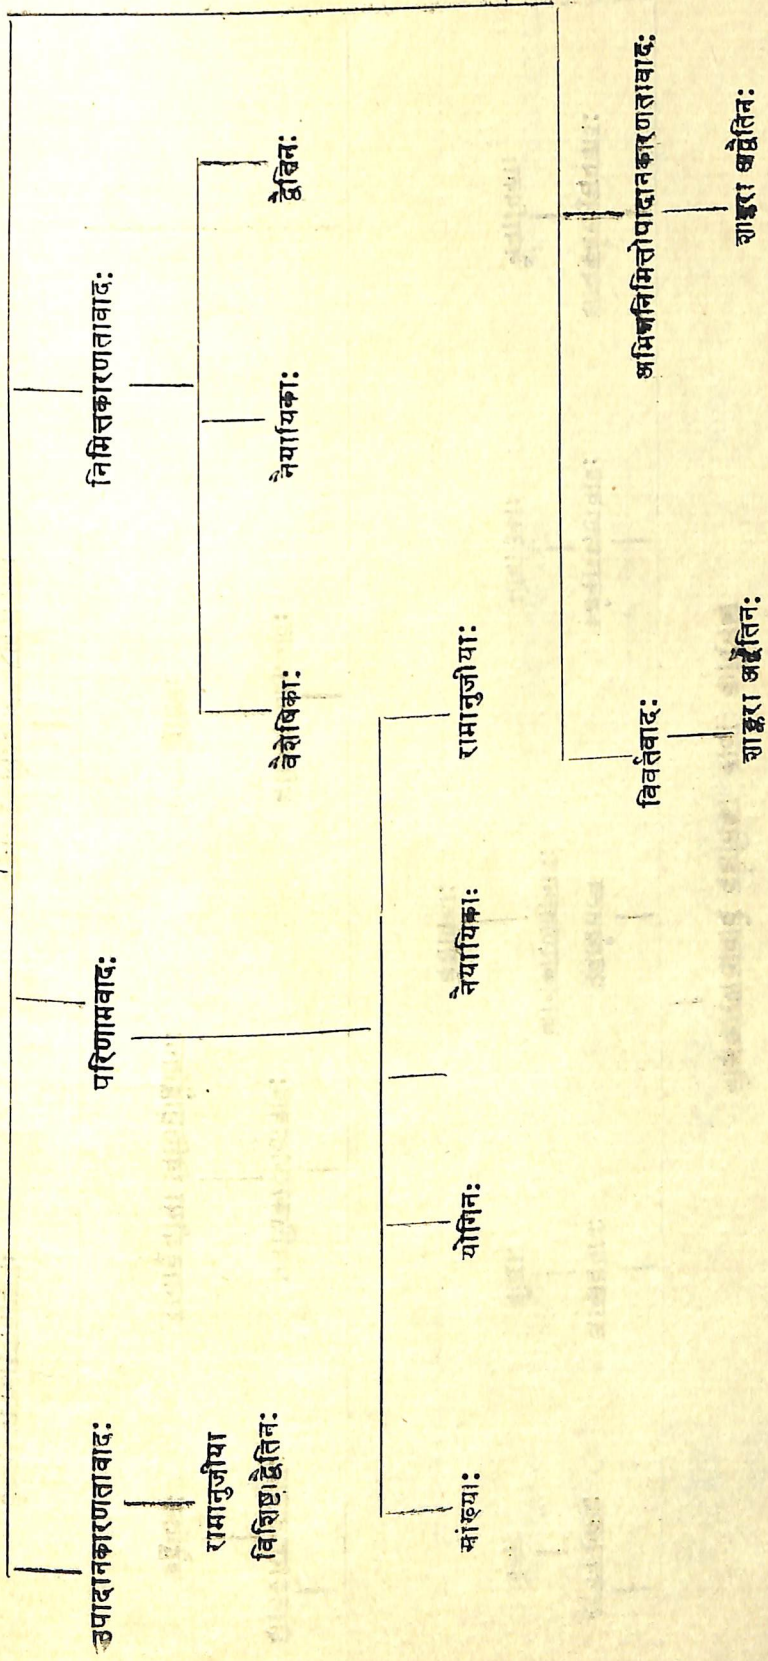 उपादानकारणतावादः
परिणामवादः
निमित्तकारणतावादः
रामानुजीया
विशिष्टाद्वैतिनः
वैशेषिकाः
नैयायिकाः
द्वैतिनः
सांख्याः
योगिनः
नैयायिकाः
रामानुजीयाः
विवर्तवादः
अभिन्ननिमित्तोपादानकारणतावादः
शाङ्करा अद्वैतिनः
शाङ्करा अद्वैतिनः